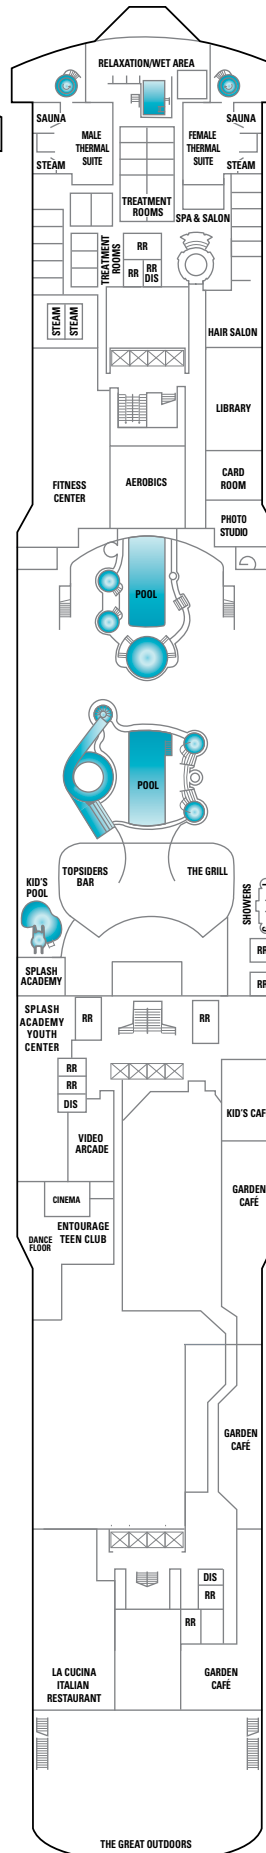 RELAXATION/WET AREA
SAUNA
SAUNA
MALE
THERMAL
SUITE
FEMALE
THERMAL
SUITE
STEAM
STEAM
TREATMENT
ROOMS
SPA & SALON
TREATMENT
ROOMS
RR
RR
RR
DIS
STEAM
STEAM
HAIR SALON
LIBRARY
FITNESS
CENTER
AEROBICS
CARD
ROOM
PHOTO
STUDIO
POOL
POOL
TOPSIDERS
BAR
THE GRILL
KID'S
POOL
SHOWERS
RR
RR
SPLASH
ACADEMY
SPLASH
ACADEMY
YOUTH
CENTER
RR
RR
RR
RR
DIS
KID'S CAF
VIDEO
ARCADE
GARDEN
CAFÉ
CINEMA
ENTOURAGE
TEEN CLUB
DANCE
FLOOR
GARDEN
CAFÉ
DIS
RR
RR
LA CUCINA
ITALIAN
RESTAURANT
GARDEN
CAFÉ
THE GREAT OUTDOORS